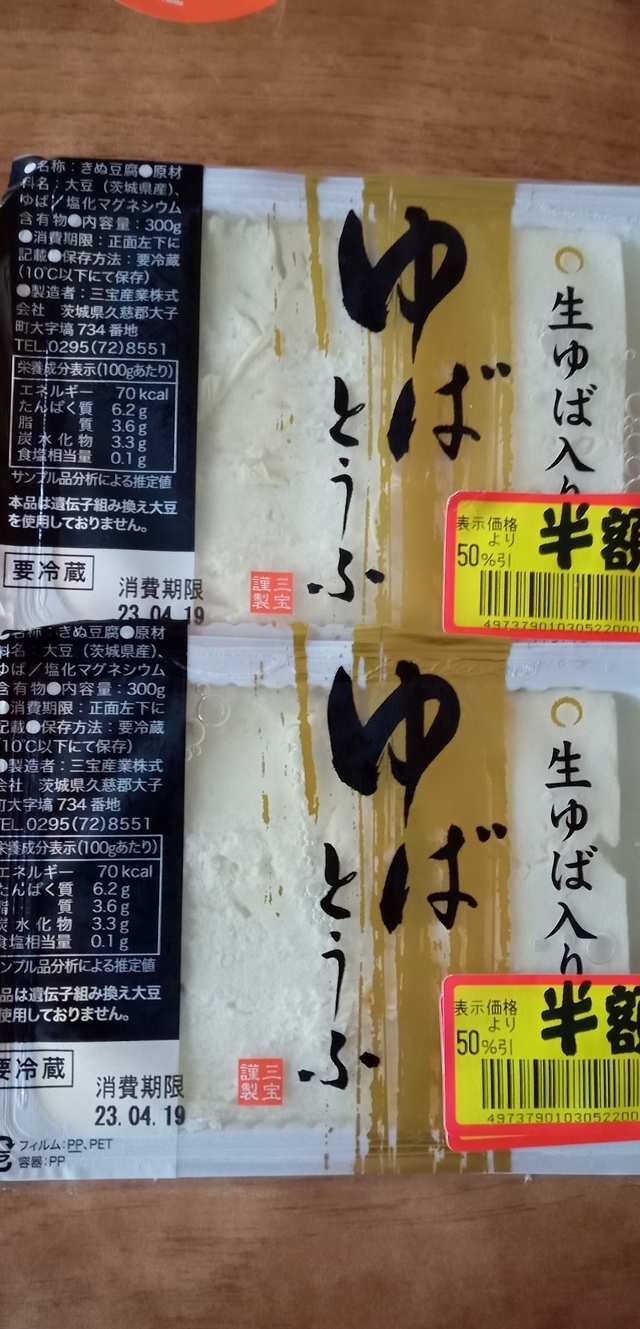 ●名称：きぬ豆腐●原材
料名：大豆（茨城県産）、
ゆば／塩化マグネシウム
含有物●内容量：300g
●消費期限：正面左下に
記載●保存方法：要冷蔵
（10℃以下にて保存）
●製造者：三宝産業株式
会社　茨城県久慈郡大子
町大字塙734番地
TEL.0295(72)8551
栄養成分表示(100gあたり)
エネルギー 70kcal
たんぱく質 6.2g
脂質 3.6g
炭水化物 3.3g
食塩相当量 0.1g
サンプル品分析による推定値
本品は遺伝子組み換え大豆
を使用しておりません。
要冷蔵
消費期限
23.04.19
ゆば
とうふ
三宝
謹製
生ゆば入り
表示価格
より
50%引
半額
49737901030522000
名称：きぬ豆腐●原材
料名：大豆（茨城県産）、
ゆば／塩化マグネシウム
含有物●内容量：300g
●消費期限：正面左下に
記載●保存方法：要冷蔵
（10℃以下にて保存）
●製造者：三宝産業株式
会社　茨城県久慈郡大子
町大字塙734番地
TEL.0295(72)8551
栄養成分表示(100gあたり)
エネルギー 70kcal
たんぱく質 6.2g
脂質 3.6g
炭水化物 3.3g
食塩相当量 0.1g
ンプル品分析による推定値
品は遺伝子組み換え大豆
使用しておりません。
要冷蔵
消費期限
23.04.19
フィルム:PP、PET
容器:PP
ゆば
とうふ
三宝
謹製
生ゆば入り
表示価格
より
50%引
半額
4973790103052200